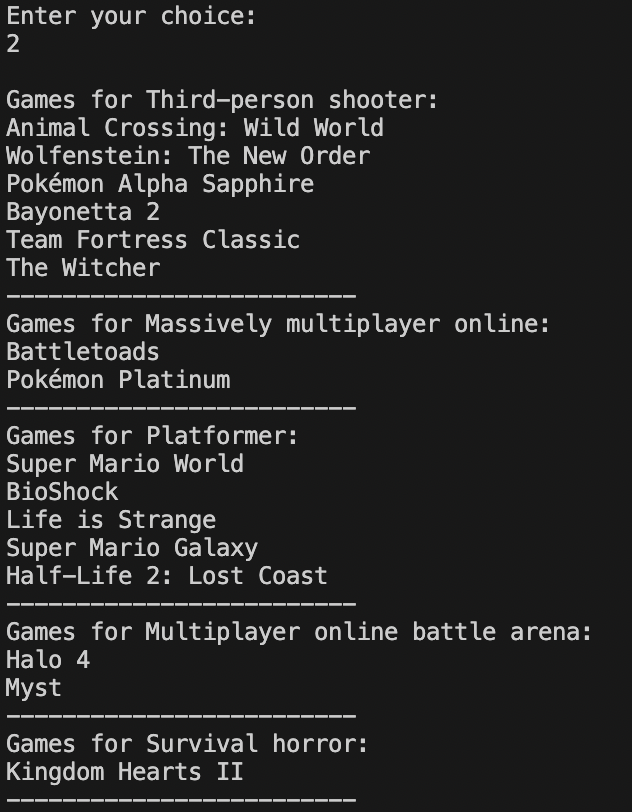 Enter your choice:
2
Games for Third-person shooter:
Animal Crossing: Wild World
Wolfenstein: The New Order
Pokémon Alpha Sapphire
Bayonetta 2
Team Fortress Classic
The Witcher
-------------------------
Games for Massively multiplayer online:
Battletoads
Pokémon Platinum
-------------------------
Games for Platformer:
Super Mario World
BioShock
Life is Strange
Super Mario Galaxy
Half-Life 2: Lost Coast
-------------------------
Games for Multiplayer online battle arena:
Halo 4
Myst
-------------------------
Games for Survival horror:
Kingdom Hearts II
-------------------------